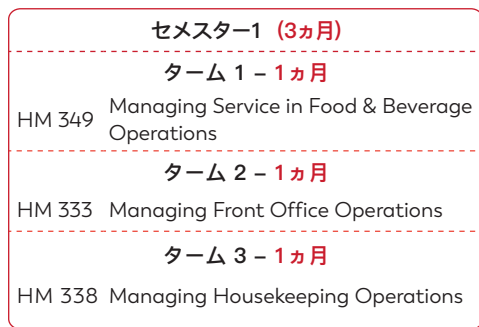 セメスター1 (3ヵ月)
ターム 1 – 1ヵ月
HM 349 Managing Service in Food & Beverage
Operations
ターム 2 – 1ヵ月
HM 333 Managing Front Office Operations
ターム 3 – 1ヵ月
HM 338 Managing Housekeeping Operations